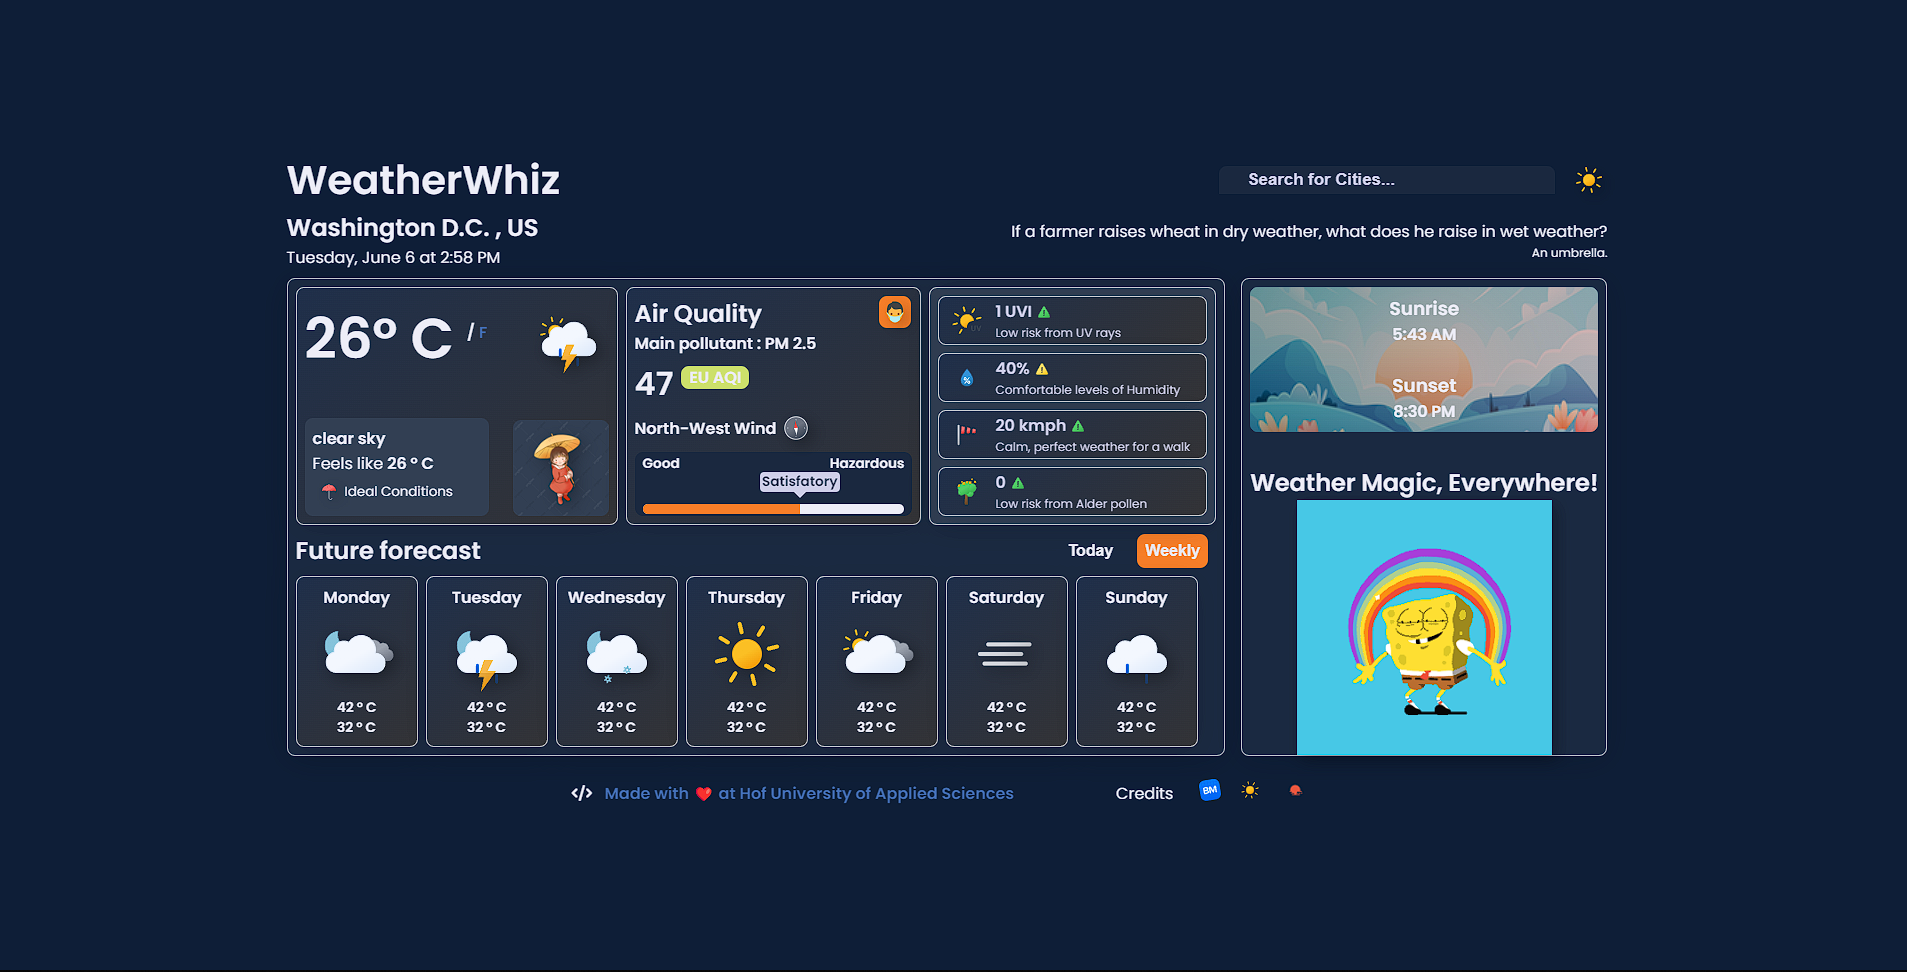 WeatherWhiz
Search for Cities...
Washington D.C. , US
Tuesday, June 6 at 2:58 PM
If a farmer raises wheat in dry weather, what does he raise in wet weather?
An umbrella.
26° C / F
clear sky
Feels like 26 ° C
Ideal Conditions
Air Quality
Main pollutant : PM 2.5
47 EU AQI
North-West Wind
Good Hazardous
Satisfatory
1 UVI
Low risk from UV rays
40%
Comfortable levels of Humidity
20 kmph
Calm, perfect weather for a walk
0
Low risk from Alder pollen
Sunrise
5:43 AM
Sunset
8:30 PM
Weather Magic, Everywhere!
Future forecast
Today Weekly
Monday Tuesday Wednesday Thursday Friday Saturday Sunday
42 ° C 42 ° C 42 ° C 42 ° C 42 ° C 42 ° C 42 ° C
32 ° C 32 ° C 32 ° C 32 ° C 32 ° C 32 ° C 32 ° C
</> Made with ❤️ at Hof University of Applied Sciences
Credits BM